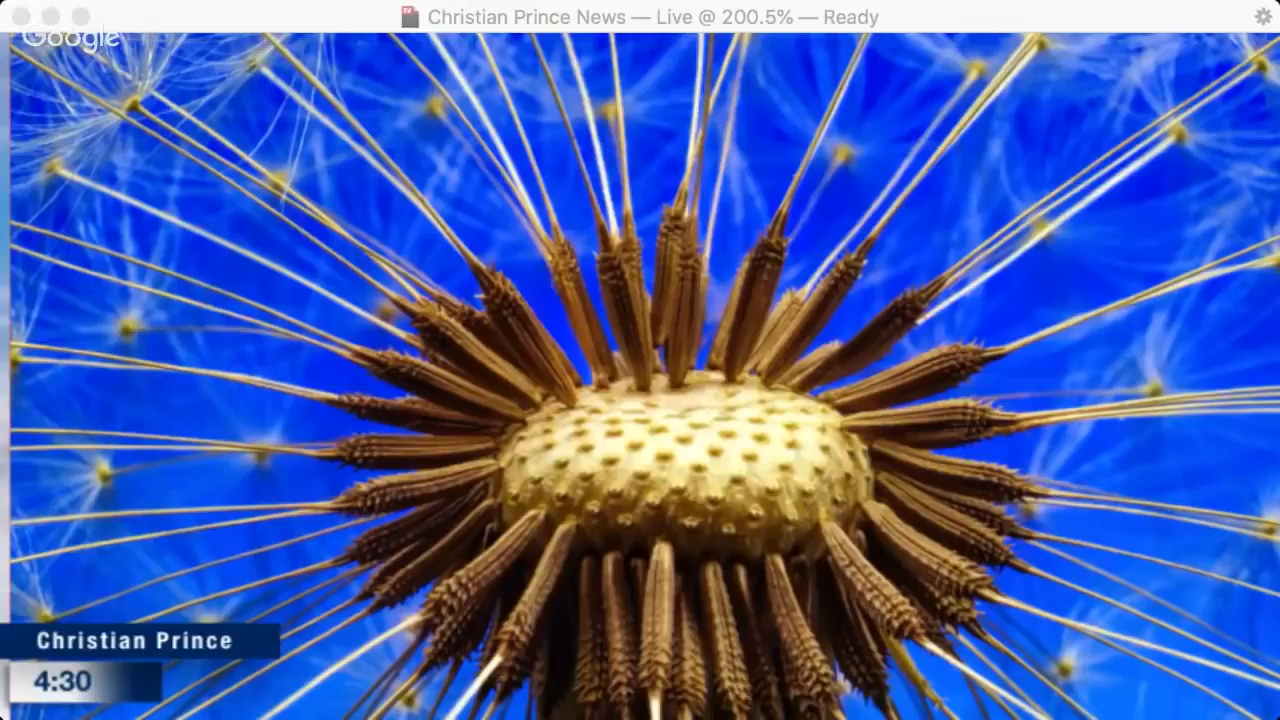 Christian Prince News — Live @ 200.5% — Ready
Google
Christian Prince
4:30